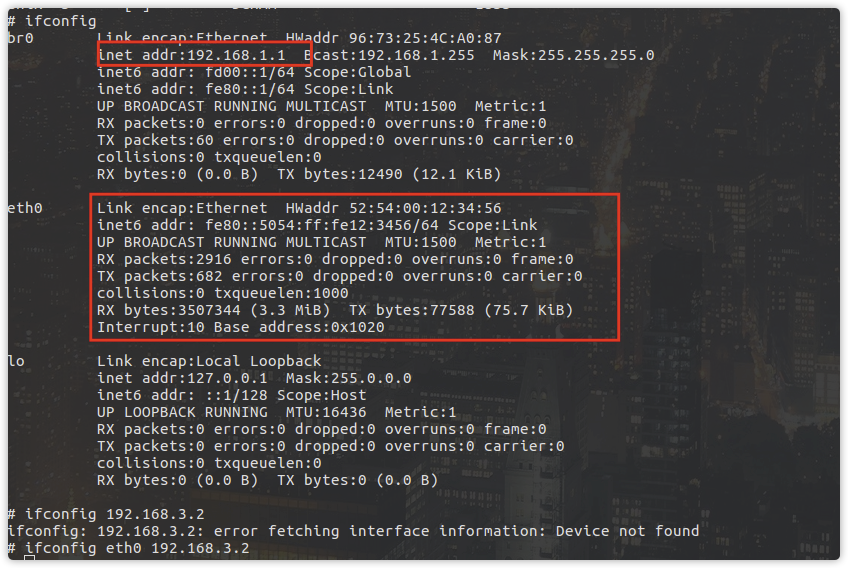 # ifconfig
br0 Link encap:Ethernet HWaddr 96:73:25:4C:A0:87
inet addr:192.168.1.1 Bcast:192.168.1.255 Mask:255.255.255.0
inet6 addr: fd00::1/64 Scope:Global
inet6 addr: fe80::1/64 Scope:Link
UP BROADCAST RUNNING MULTICAST MTU:1500 Metric:1
RX packets:0 errors:0 dropped:0 overruns:0 frame:0
TX packets:60 errors:0 dropped:0 overruns:0 carrier:0
collisions:0 txqueuelen:0
RX bytes:0 (0.0 B) TX bytes:12490 (12.1 KiB)
eth0 Link encap:Ethernet HWaddr 52:54:00:12:34:56
inet6 addr: fe80::5054:ff:fe12:3456/64 Scope:Link
UP BROADCAST RUNNING MULTICAST MTU:1500 Metric:1
RX packets:2916 errors:0 dropped:0 overruns:0 frame:0
TX packets:682 errors:0 dropped:0 overruns:0 carrier:0
collisions:0 txqueuelen:1000
RX bytes:3507344 (3.3 MiB) TX bytes:77588 (75.7 KiB)
Interrupt:10 Base address:0x1020
lo Link encap:Local Loopback
inet addr:127.0.0.1 Mask:255.0.0.0
inet6 addr: ::1/128 Scope:Host
UP LOOPBACK RUNNING MTU:16436 Metric:1
RX packets:0 errors:0 dropped:0 overruns:0 frame:0
TX packets:0 errors:0 dropped:0 overruns:0 carrier:0
collisions:0 txqueuelen:0
RX bytes:0 (0.0 B) TX bytes:0 (0.0 B)
# ifconfig 192.168.3.2
ifconfig: 192.168.3.2: error fetching interface information: Device not found
# ifconfig eth0 192.168.3.2